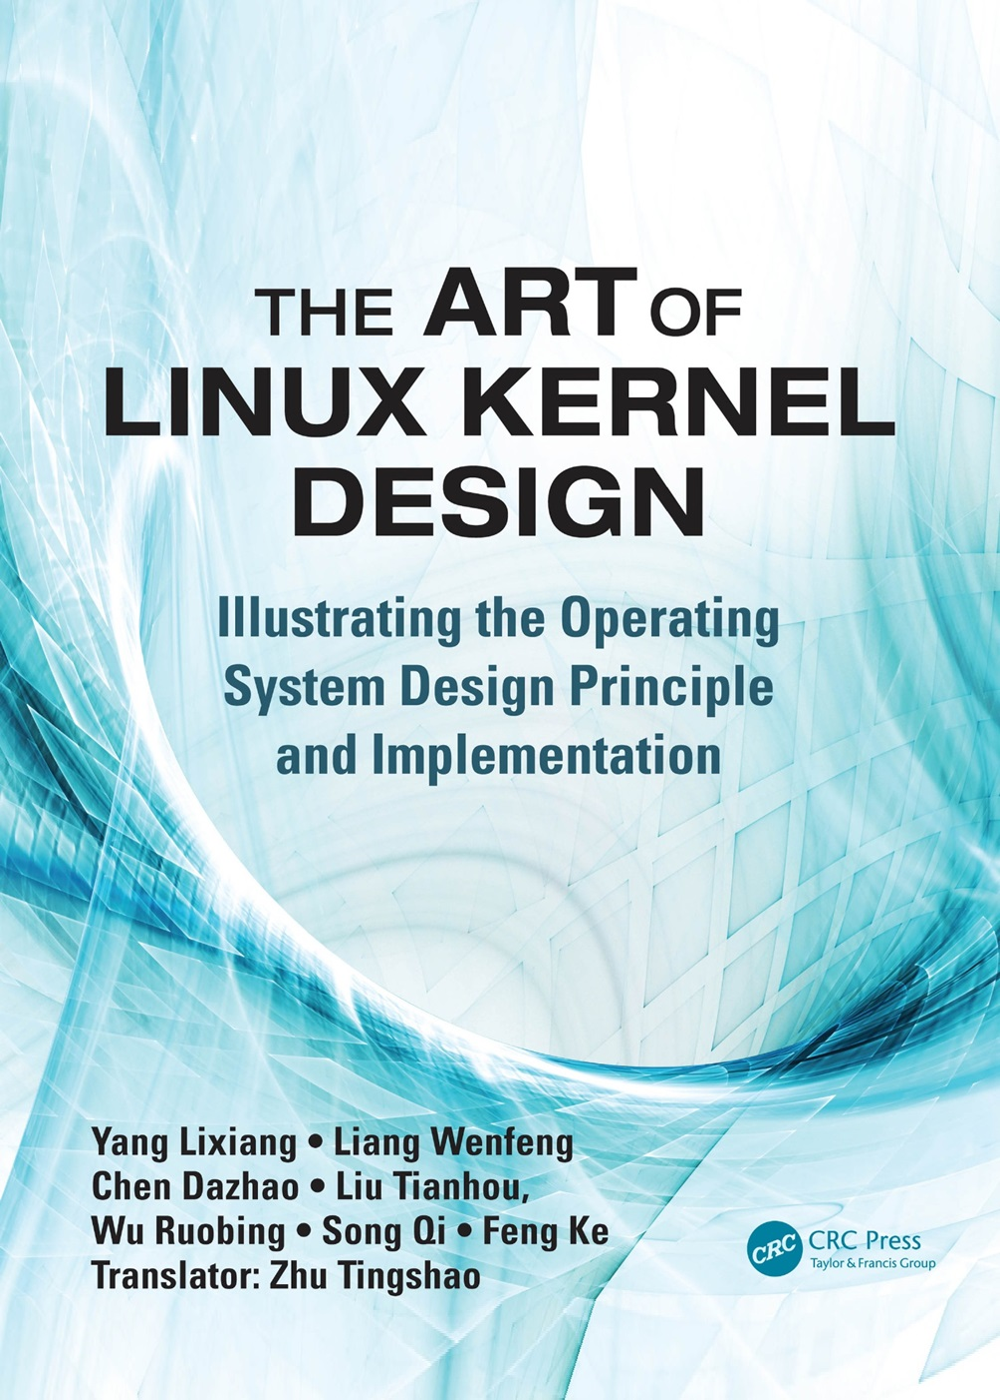 THE ART OF
LINUX KERNEL
DESIGN
Illustrating the Operating
System Design Principle
and Implementation
Yang Lixiang • Liang Wenfeng
Chen Dazhao • Liu Tianhou,
Wu Ruobing • Song Qi • Feng Ke
Translator: Zhu Tingshao
CRC CRC Press
Taylor & Francis Group